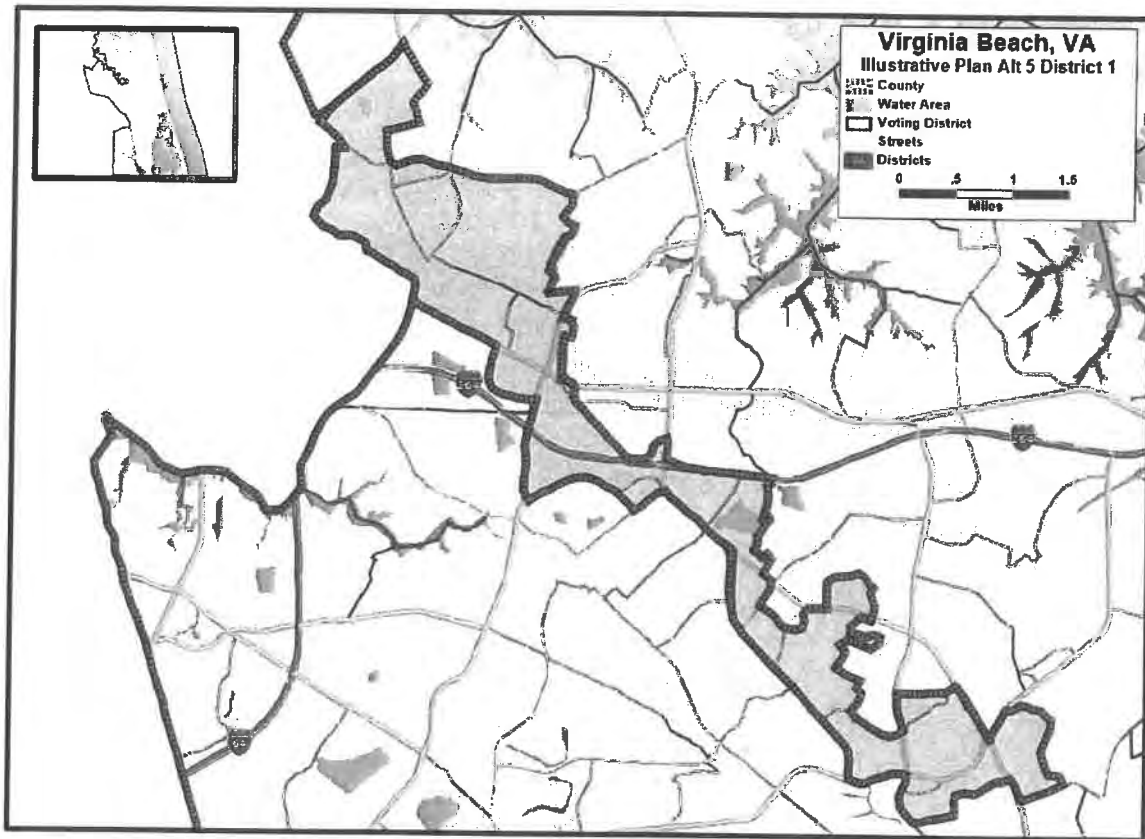 Virginia Beach, VA
Illustrative Plan Alt 5 District 1
County
Water Area
Voting District
Streets
Districts
0 .5 1 1.5
Miles